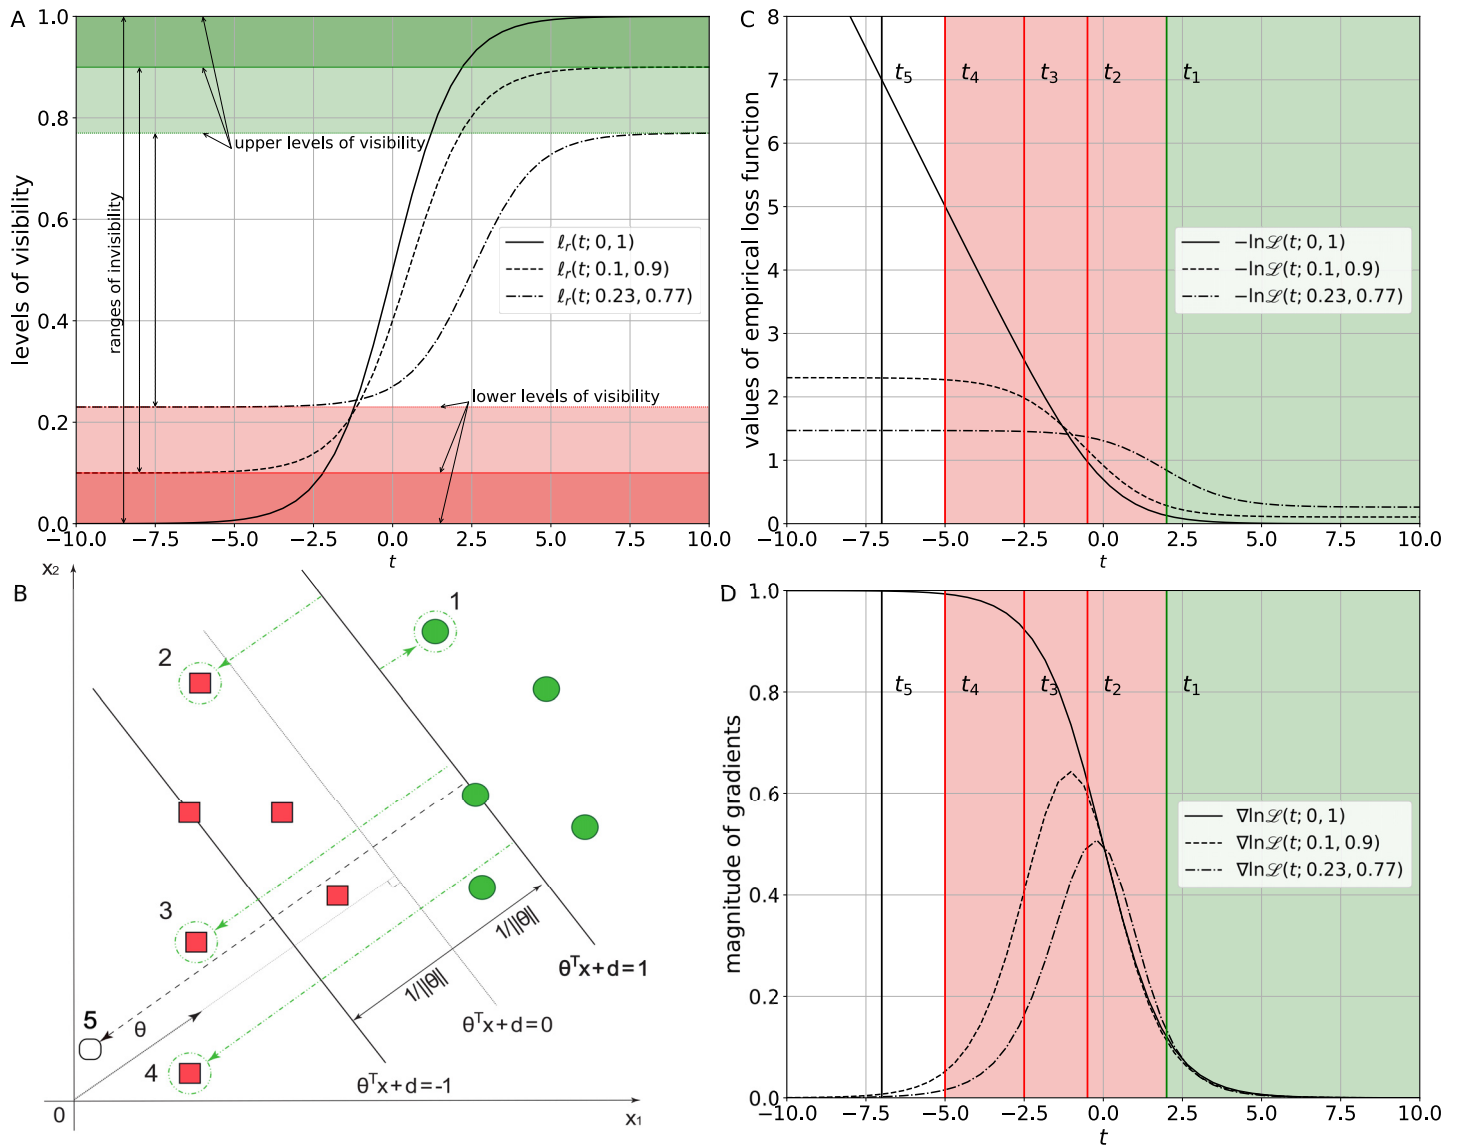 A
levels of visibility
1.0
0.8
0.6
0.4
0.2
0.0
ranges of invisibility
upper levels of visibility
lower levels of visibility
ℓr(t; 0, 1)
ℓr(t; 0.1, 0.9)
ℓr(t; 0.23, 0.77)
−10.0 −7.5 −5.0 −2.5 0.0 2.5 5.0 7.5 10.0
t
C
values of empirical loss function
8
7
6
5
4
3
2
1
0
t5 t4 t3 t2 t1
−lnℒ(t; 0, 1)
−lnℒ(t; 0.1, 0.9)
−lnℒ(t; 0.23, 0.77)
−10.0 −7.5 −5.0 −2.5 0.0 2.5 5.0 7.5 10.0
t
B
x2
1
2
3
4
5
θ
1/||θ||
1/||θ||
θᵀx+d=1
θᵀx+d=0
θᵀx+d=-1
0
x1
D
magnitude of gradients
1.0
0.8
0.6
0.4
0.2
0.0
t5 t4 t3 t2 t1
∇lnℒ(t; 0, 1)
∇lnℒ(t; 0.1, 0.9)
∇lnℒ(t; 0.23, 0.77)
−10.0 −7.5 −5.0 −2.5 0.0 2.5 5.0 7.5 10.0
t